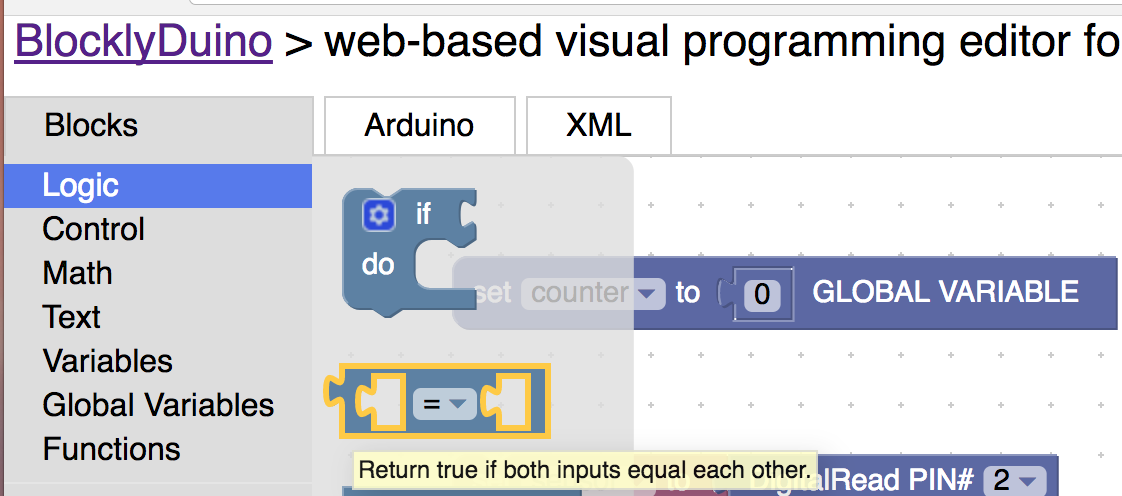 BlocklyDuino > web-based visual programming editor fo
Blocks
Arduino
XML
Logic
Control
Math
Text
Variables
Global Variables
Functions
if
do
set counter to 0 GLOBAL VARIABLE
=
Return true if both inputs equal each other.
to DigitalRead PIN# 2